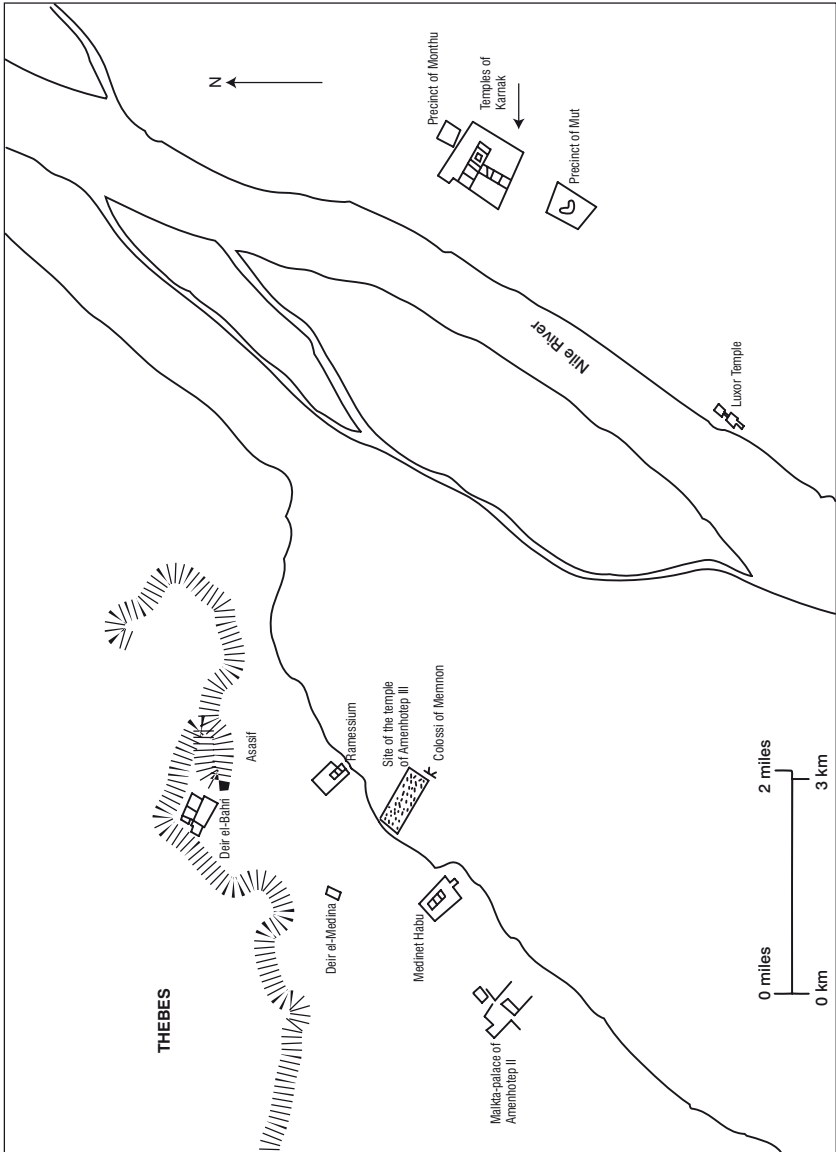 THEBES
N
Precinct of Monthu
Temples of
Karnak
Precinct of Mut
Nile River
Luxor Temple
Asasif
Deir el-Bahri
Ramessium
Site of the temple
of Amenhotep III
Colossi of Memnon
Deir el-Medina
Medinet Habu
Malkta-palace of
Amenhotep II
0 miles
2 miles
0 km
3 km